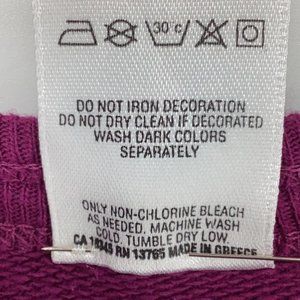 30 c
DO NOT IRON DECORATION
DO NOT DRY CLEAN IF DECORATED
WASH DARK COLORS
SEPARATELY
ONLY NON-CHLORINE BLEACH
AS NEEDED. MACHINE WASH
COLD. TUMBLE DRY LOW
CA RN 13765 MADE IN GREECE